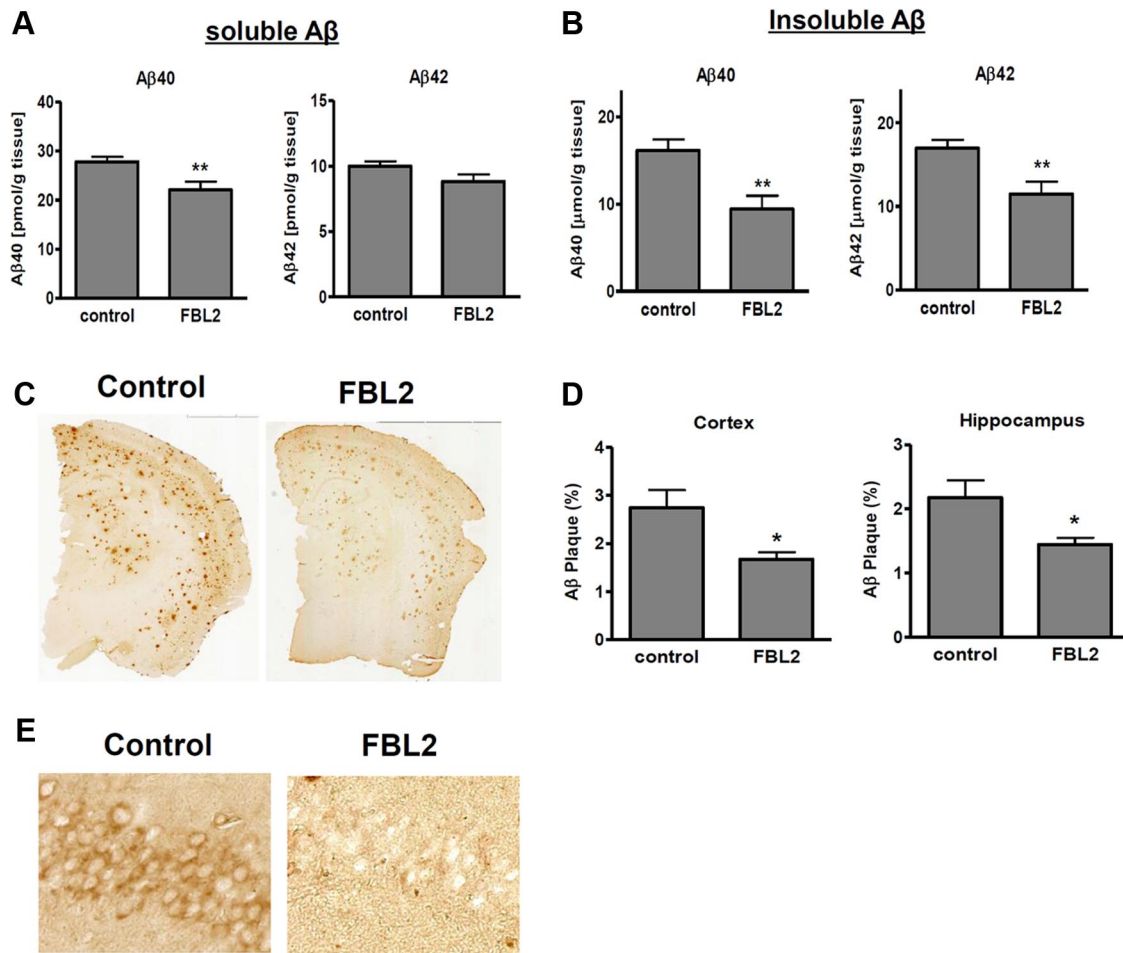 A
soluble Aβ
Aβ40
Aβ40 [pmol/g tissue]
40
30
20
10
0
**
control
FBL2
Aβ42
Aβ42 [pmol/g tissue]
15
10
5
0
control
FBL2
B
Insoluble Aβ
Aβ40
Aβ40 [µmol/g tissue]
20
10
0
**
control
FBL2
Aβ42
Aβ42 [µmol/g tissue]
20
10
0
**
control
FBL2
C
Control
FBL2
D
Cortex
Aβ Plaque (%)
4
3
2
1
0
*
control
FBL2
Hippocampus
Aβ Plaque (%)
3
2
1
0
*
control
FBL2
E
Control
FBL2